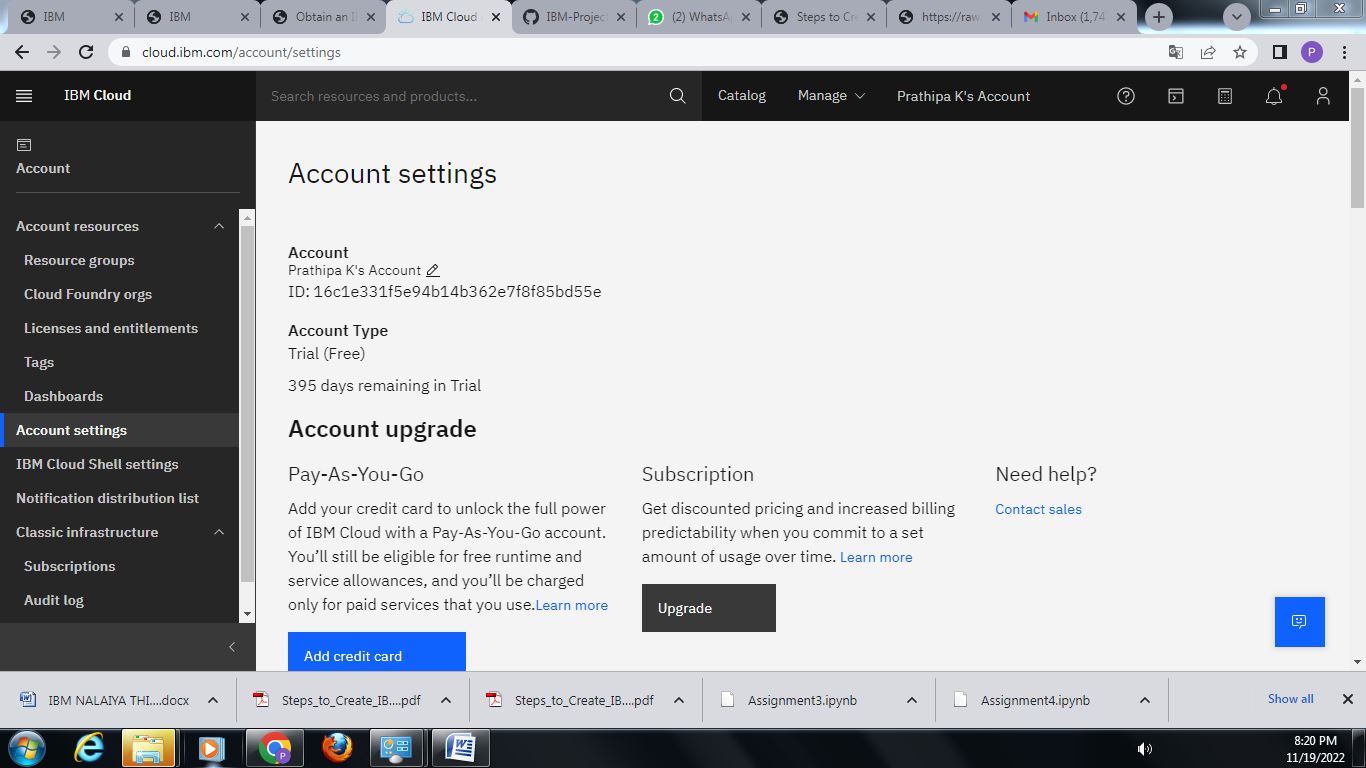 IBM
IBM
Obtain an I
IBM Cloud
IBM-Project
(2) WhatsA
Steps to Cr
https://raw
Inbox (1,74
cloud.ibm.com/account/settings
P
IBM Cloud
Search resources and products...
Catalog
Manage
Prathipa K's Account
Account
Account resources
Resource groups
Cloud Foundry orgs
Licenses and entitlements
Tags
Dashboards
Account settings
IBM Cloud Shell settings
Notification distribution list
Classic infrastructure
Subscriptions
Audit log
Account settings
Account
Prathipa K's Account
ID: 16c1e331f5e94b14b362e7f8f85bd55e
Account Type
Trial (Free)
395 days remaining in Trial
Account upgrade
Pay-As-You-Go
Add your credit card to unlock the full power
of IBM Cloud with a Pay-As-You-Go account.
You’ll still be eligible for free runtime and
service allowances, and you’ll be charged
only for paid services that you use.Learn more
Add credit card
Subscription
Get discounted pricing and increased billing
predictability when you commit to a set
amount of usage over time. Learn more
Upgrade
Need help?
Contact sales
IBM NALAIYA THI....docx
Steps_to_Create_IB....pdf
Steps_to_Create_IB....pdf
Assignment3.ipynb
Assignment4.ipynb
Show all
8:20 PM
11/19/2022